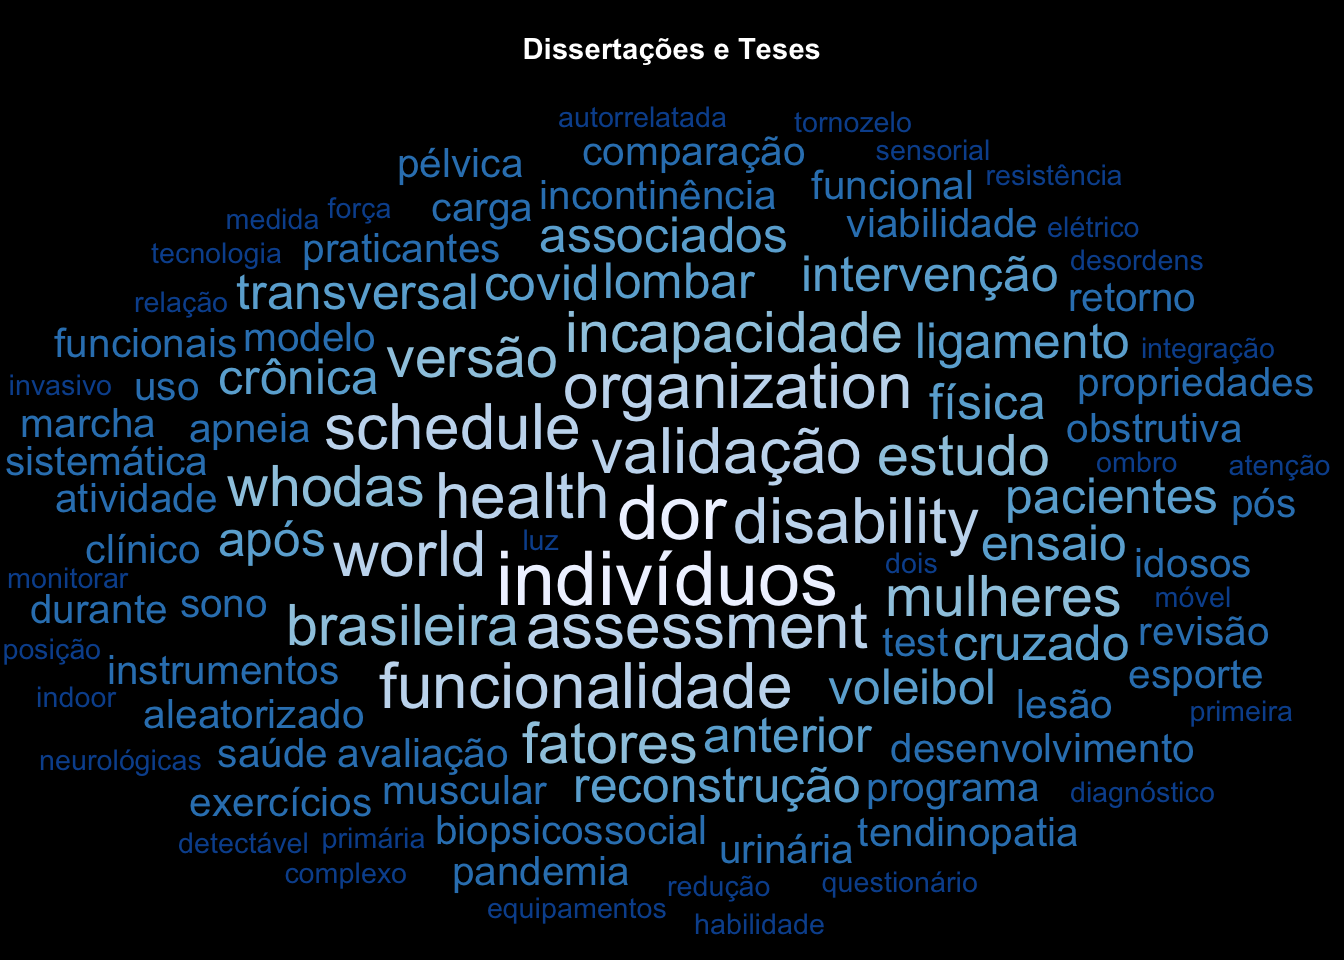 Dissertações e Teses
autorrelatada
tornozelo
comparação
sensorial
pélvica
resistência
funcional
incontinência
força
carga
medida
viabilidade
elétrico
associados
praticantes
tecnologia
desordens
intervenção
lombar
covid
transversal
retorno
relação
incapacidade
modelo
ligamento
funcionais
integração
versão
crônica
propriedades
invasivo
uso
organization
física
marcha
apneia
schedule
obstrutiva
validação
estudo
sistemática
ombro
atenção
whodas
health
atividade
pacientes
pós
dor
disability
após
clínico
luz
ensaio
world
dois
idosos
monitorar
indivíduos
mulheres
móvel
sono
durante
brasileira
assessment
revisão
test
cruzado
posição
instrumentos
esporte
funcionalidade
voleibol
indoor
lesão
primeira
aleatorizado
anterior
fatores
desenvolvimento
saúde
avaliação
neurológicas
reconstrução
programa
muscular
diagnóstico
exercícios
biopsicossocial
tendinopatia
primária
detectável
urinária
pandemia
complexo
redução
questionário
equipamentos
habilidade